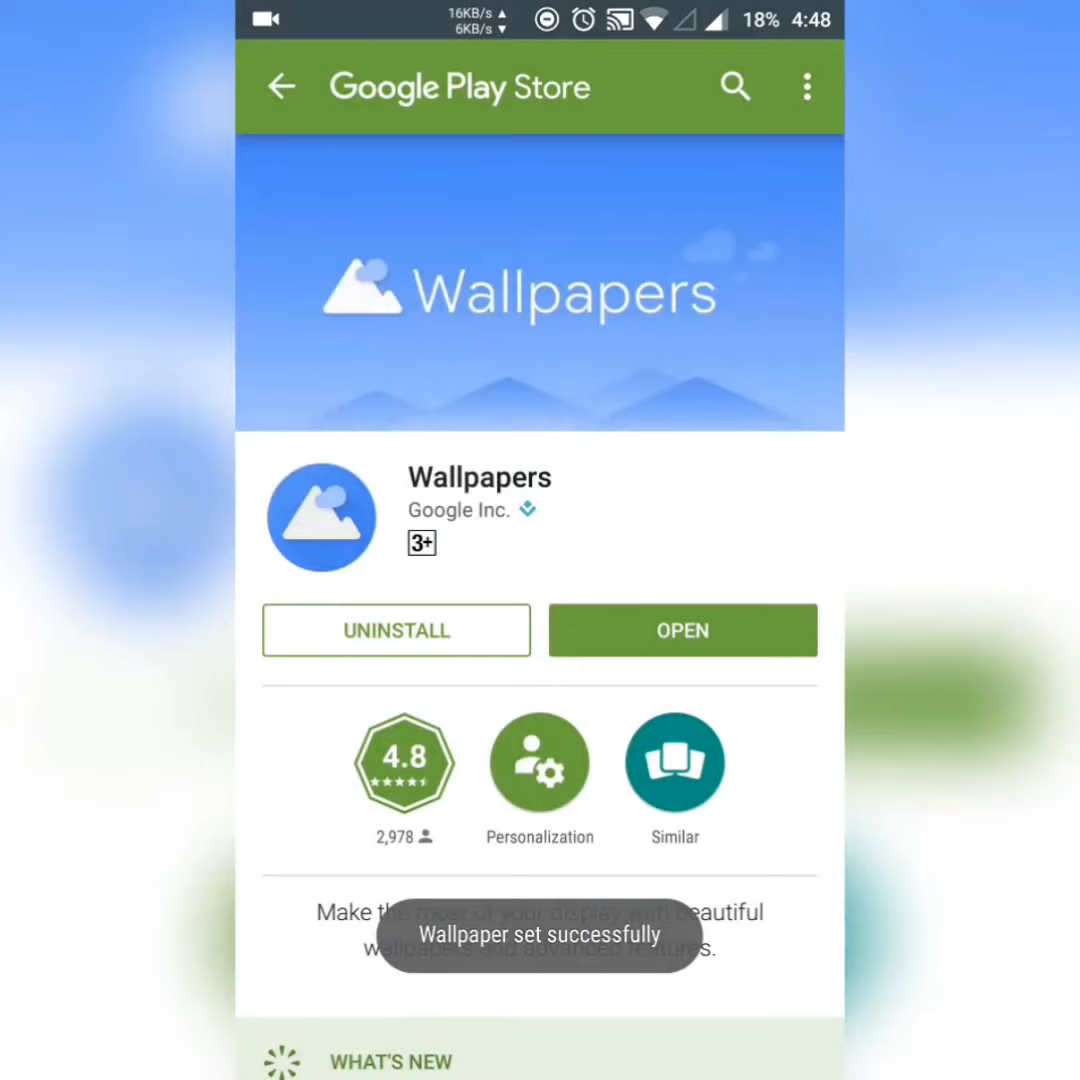 16KB/s
6KB/s
18% 4:48
Google Play Store
Wallpapers
Wallpapers
Google Inc.
3+
UNINSTALL
OPEN
4.8
2,978
Personalization
Similar
Make the most of your display with beautiful
wallpapers and advanced features.
Wallpaper set successfully
WHAT'S NEW